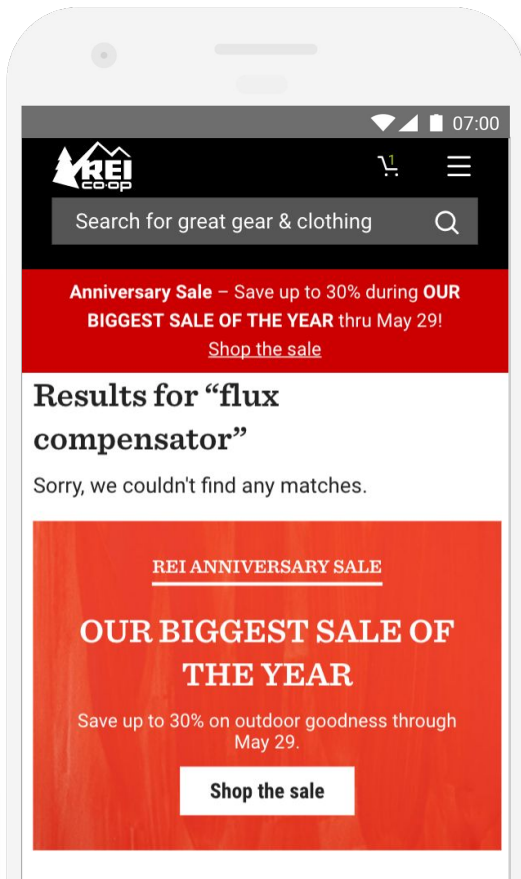 07:00
REI
co·op
1
Search for great gear & clothing
Anniversary Sale – Save up to 30% during OUR
BIGGEST SALE OF THE YEAR thru May 29!
Shop the sale
Results for “flux
compensator”
Sorry, we couldn't find any matches.
REI ANNIVERSARY SALE
OUR BIGGEST SALE OF
THE YEAR
Save up to 30% on outdoor goodness through
May 29.
Shop the sale